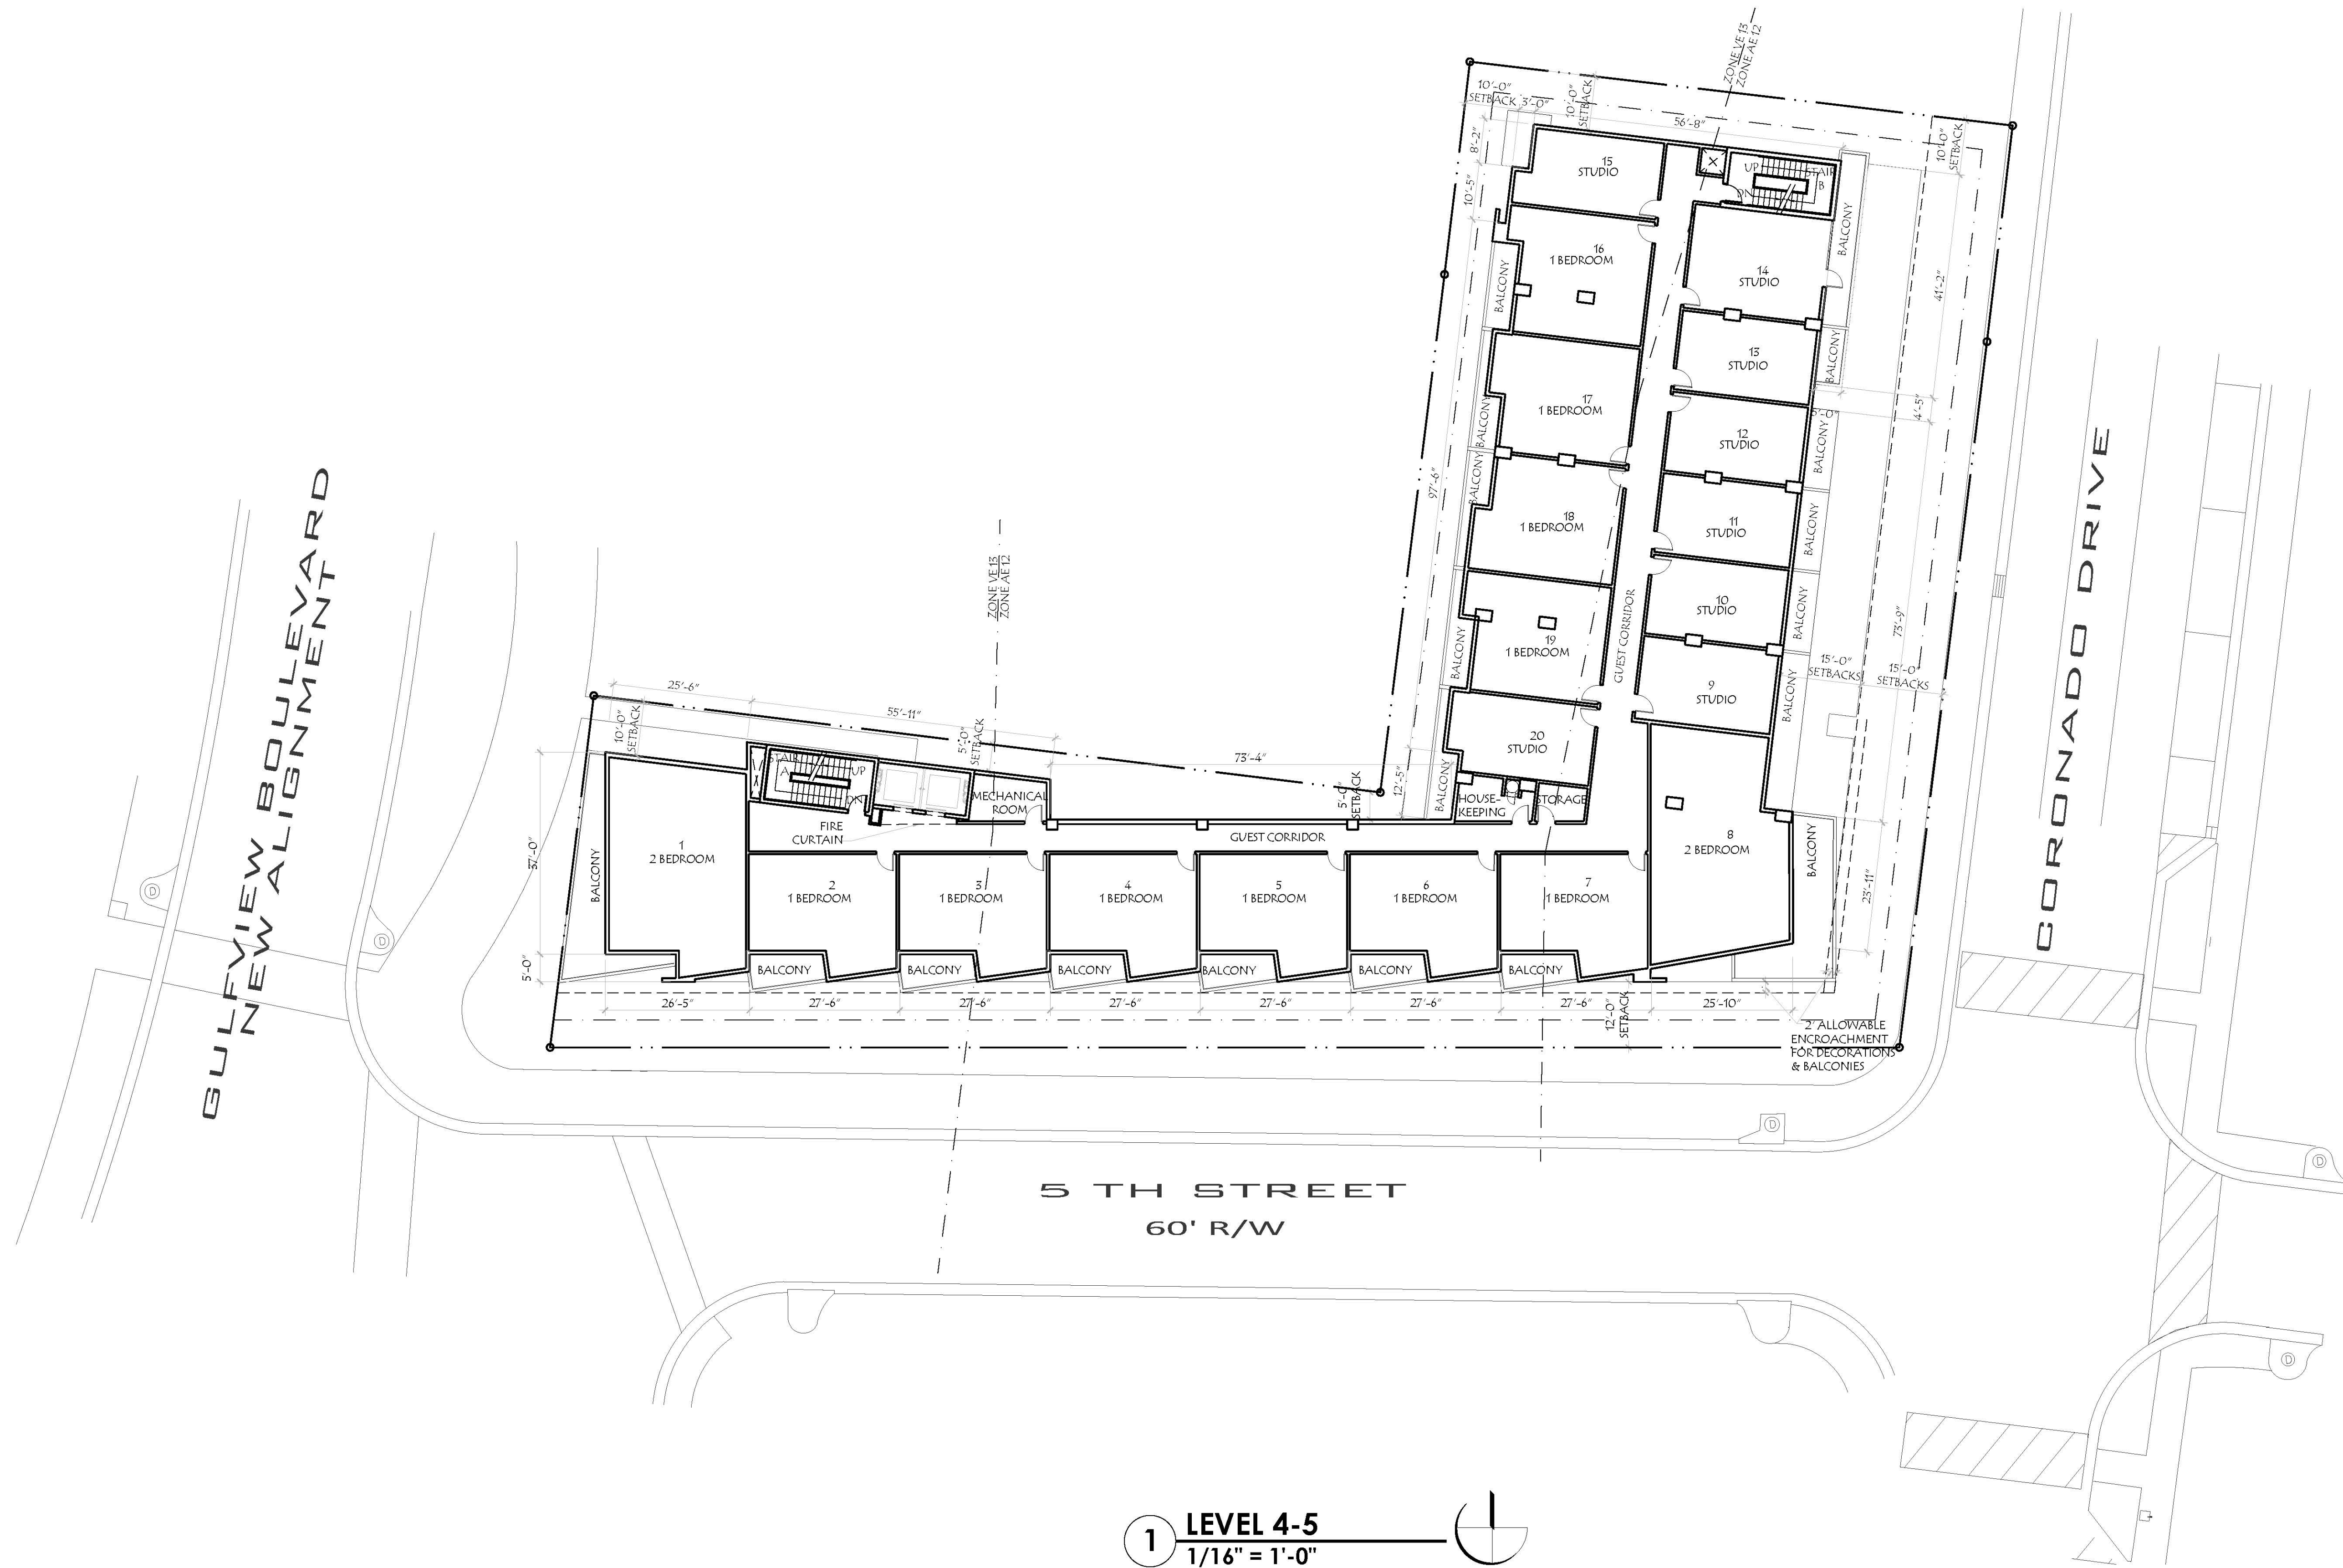 ZONE VE 13
ZONE AE 12
10'-0"
SETBACK
3'-0"
10'-0"
SETBACK
56'-8"
10'-0"
SETBACK
8'-2"
10'-5"
15
STUDIO
UP
STAIR
B
DN
BALCONY
16
1 BEDROOM
BALCONY
14
STUDIO
41'-2"
13
STUDIO
BALCONY
17
1 BEDROOM
BALCONY
4'-5"
5'-0"
12
STUDIO
BALCONY
97'-6"
BALCONY
18
1 BEDROOM
11
STUDIO
BALCONY
10
STUDIO
BALCONY
GUEST CORRIDOR
73'-9"
19
1 BEDROOM
BALCONY
15'-0"
SETBACKS
15'-0"
SETBACKS
9
STUDIO
BALCONY
20
STUDIO
BALCONY
12'-5"
GULFVIEW BOULEVARD
NEW ALIGNMENT
CORONADO DRIVE
ZONE VE 13
ZONE AE 12
25'-6"
55'-11"
10'-0"
SETBACK
5'-0"
SETBACK
73'-4"
5'-0"
SETBACK
STAIR
A
UP
DN
MECHANICAL
ROOM
HOUSE-
KEEPING
STORAGE
FIRE
CURTAIN
GUEST CORRIDOR
37'-0"
BALCONY
1
2 BEDROOM
8
2 BEDROOM
BALCONY
23'-11"
2
1 BEDROOM
3
1 BEDROOM
4
1 BEDROOM
5
1 BEDROOM
6
1 BEDROOM
7
1 BEDROOM
5'-0"
BALCONY
BALCONY
BALCONY
BALCONY
BALCONY
BALCONY
26'-5"
27'-6"
27'-6"
27'-6"
27'-6"
27'-6"
27'-6"
25'-10"
12'-0"
SETBACK
2' ALLOWABLE
ENCROACHMENT
FOR DECORATIONS
& BALCONIES
D
D
D
D
D
5 TH STREET
60' R/W
1
LEVEL 4-5
1/16" = 1'-0"